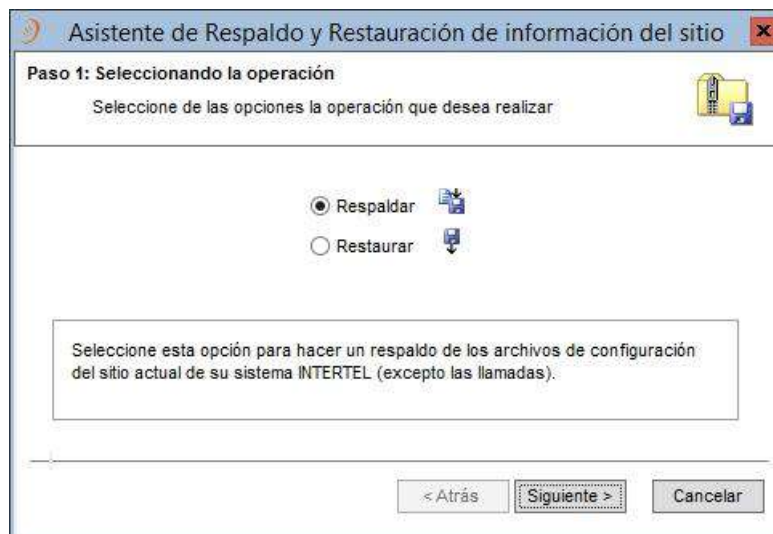 Asistente de Respaldo y Restauración de información del sitio
Paso 1: Seleccionando la operación
Seleccione de las opciones la operación que desea realizar
Respaldar
Restaurar
Seleccione esta opción para hacer un respaldo de los archivos de configuración
del sitio actual de su sistema INTERTEL (excepto las llamadas).
< Atrás Siguiente > Cancelar